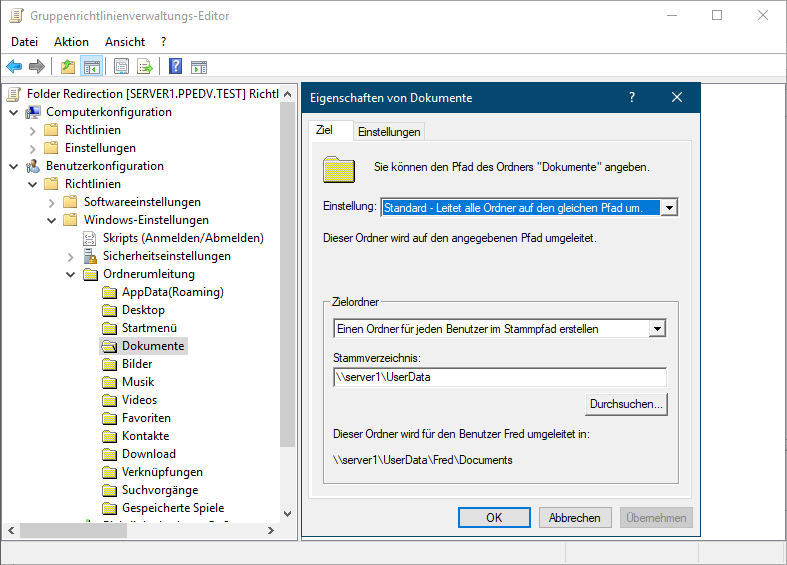 Gruppenrichtlinienverwaltungs-Editor
Datei Aktion Ansicht ?
Folder Redirection [SERVER1.PPEDV.TEST] Richtl
Computerkonfiguration
Richtlinien
Einstellungen
Benutzerkonfiguration
Richtlinien
Softwareeinstellungen
Windows-Einstellungen
Skripts (Anmelden/Abmelden)
Sicherheitseinstellungen
Ordnerumleitung
AppData(Roaming)
Desktop
Startmenü
Dokumente
Bilder
Musik
Videos
Favoriten
Kontakte
Download
Verknüpfungen
Suchvorgänge
Gespeicherte Spiele
Eigenschaften von Dokumente
?
Ziel Einstellungen
Sie können den Pfad des Ordners "Dokumente" angeben.
Einstellung: Standard - Leitet alle Ordner auf den gleichen Pfad um.
Dieser Ordner wird auf den angegebenen Pfad umgeleitet.
Zielordner
Einen Ordner für jeden Benutzer im Stammpfad erstellen
Stammverzeichnis:
\\server1\UserData
Durchsuchen...
Dieser Ordner wird für den Benutzer Fred umgeleitet in:
\\server1\UserData\Fred\Documents
OK Abbrechen Übernehmen